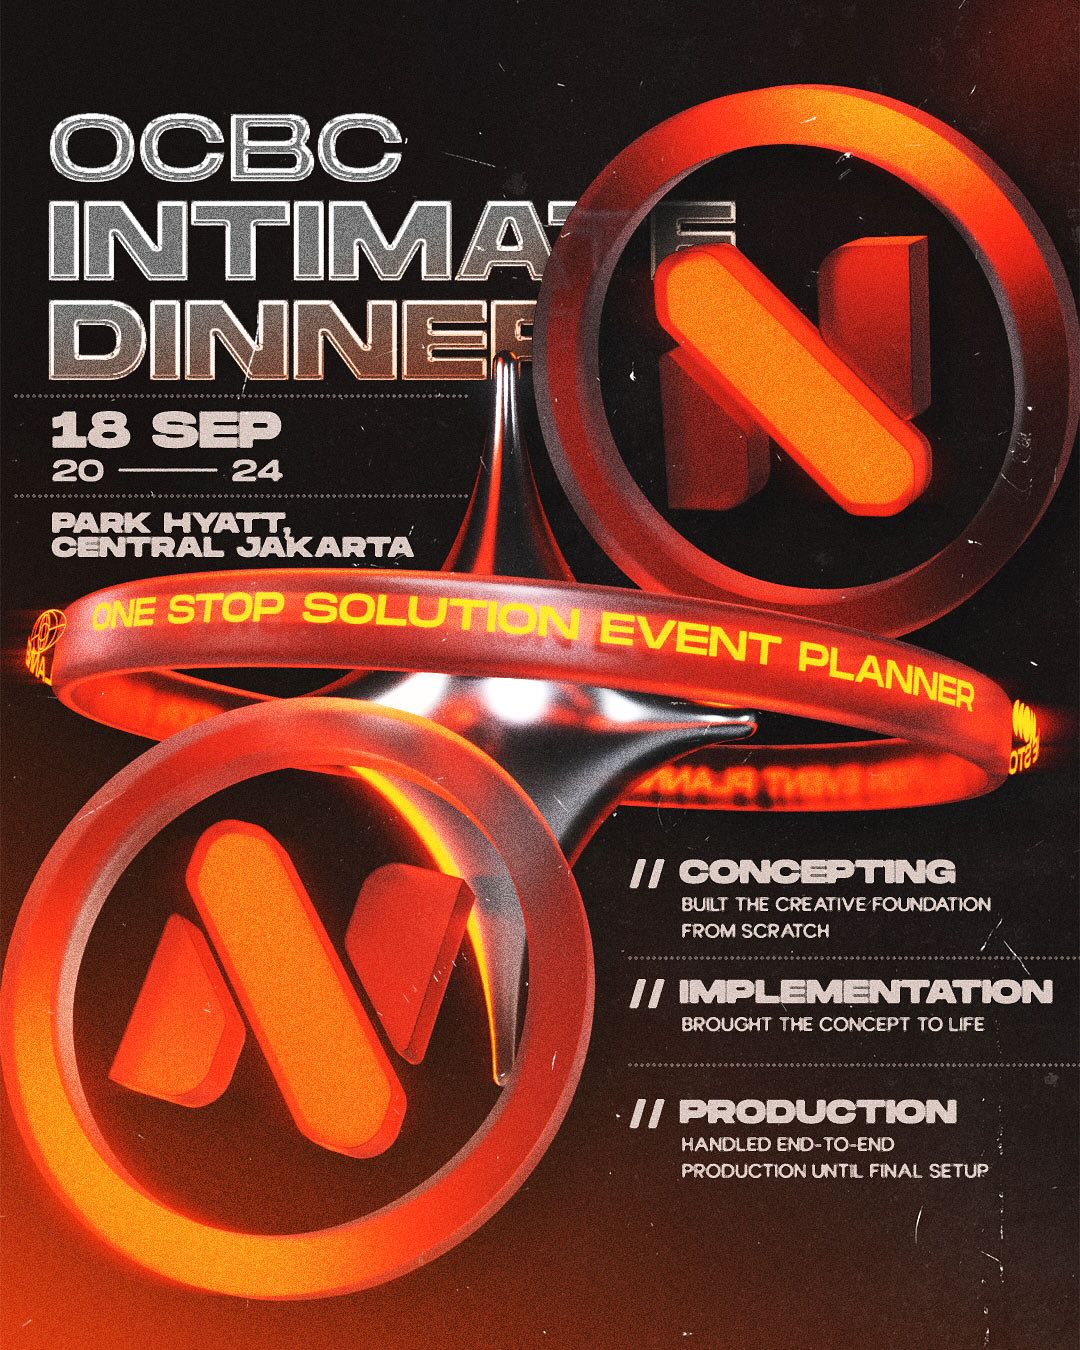 OCBC
INTIMATE
DINNER
18 SEP
20 — 24
PARK HYATT,
CENTRAL JAKARTA
ONE STOP SOLUTION EVENT PLANNER
// CONCEPTING
BUILT THE CREATIVE FOUNDATION
FROM SCRATCH
// IMPLEMENTATION
BROUGHT THE CONCEPT TO LIFE
// PRODUCTION
HANDLED END-TO-END
PRODUCTION UNTIL FINAL SETUP